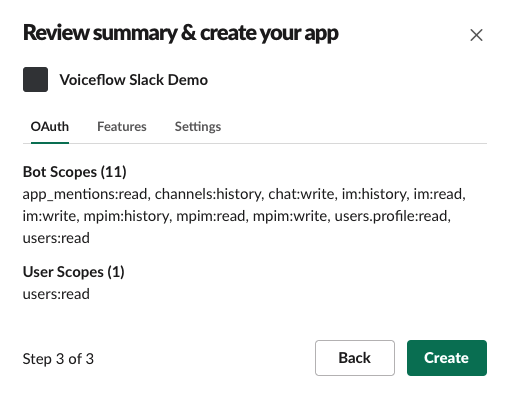 Review summary & create your app
Voiceflow Slack Demo
OAuth Features Settings
Bot Scopes (11)
app_mentions:read, channels:history, chat:write, im:history, im:read,
im:write, mpim:history, mpim:read, mpim:write, users.profile:read,
users:read
User Scopes (1)
users:read
Step 3 of 3 Back Create